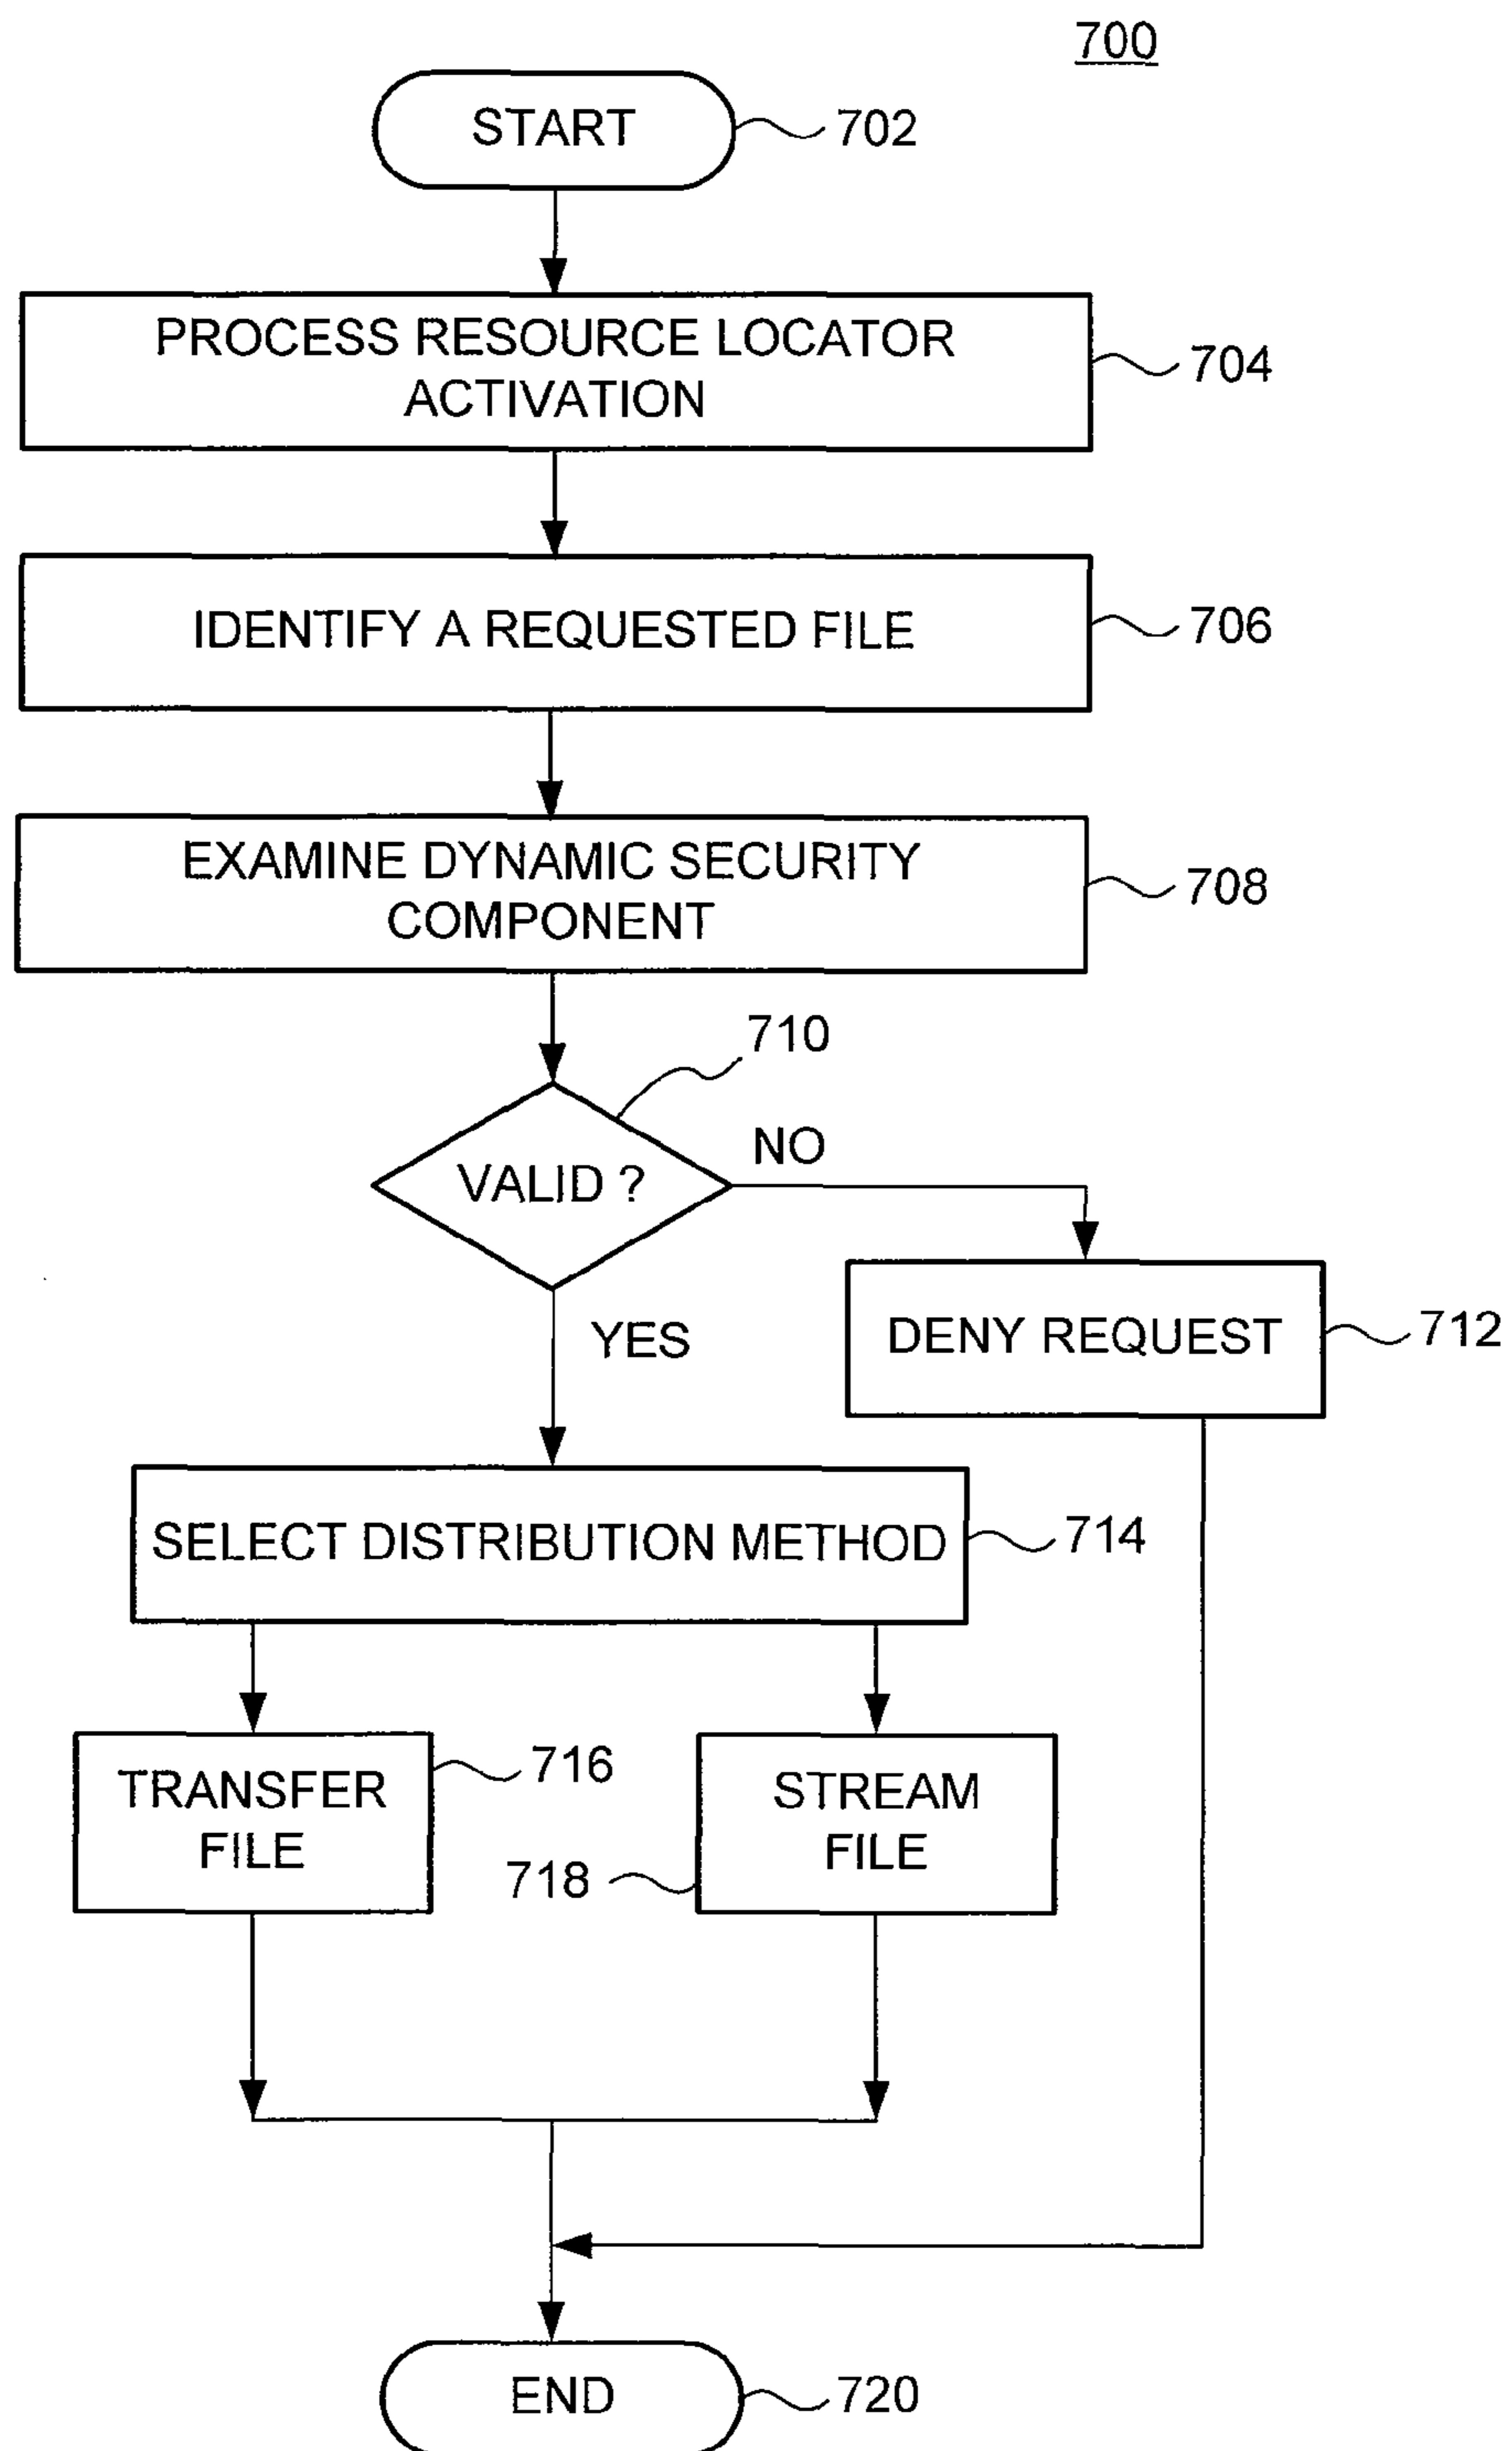 700
START
702
PROCESS RESOURCE LOCATOR
ACTIVATION
704
IDENTIFY A REQUESTED FILE
706
EXAMINE DYNAMIC SECURITY
COMPONENT
708
710
VALID ?
NO
YES
DENY REQUEST
712
SELECT DISTRIBUTION METHOD
714
TRANSFER
FILE
716
STREAM
FILE
718
END
720